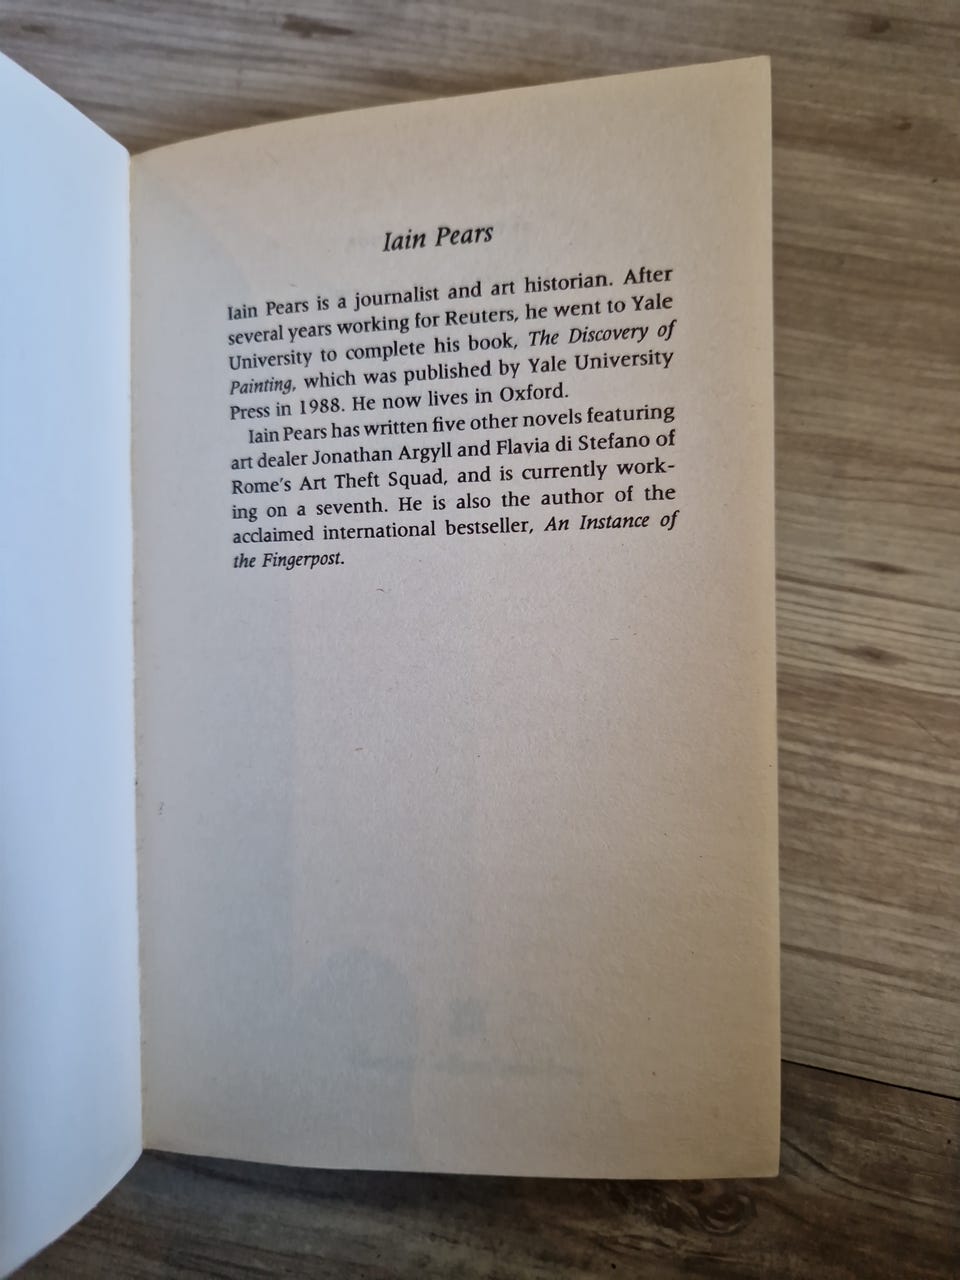 Iain Pears
Iain Pears is a journalist and art historian. After
several years working for Reuters, he went to Yale
University to complete his book, The Discovery of
Painting, which was published by Yale University
Press in 1988. He now lives in Oxford.
Iain Pears has written five other novels featuring
art dealer Jonathan Argyll and Flavia di Stefano of
Rome's Art Theft Squad, and is currently work-
ing on a seventh. He is also the author of the
acclaimed international bestseller, An Instance of
the Fingerpost.